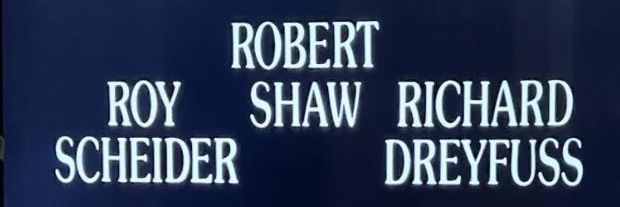 ROBERT
ROY SHAW RICHARD
SCHEIDER DREYFUSS